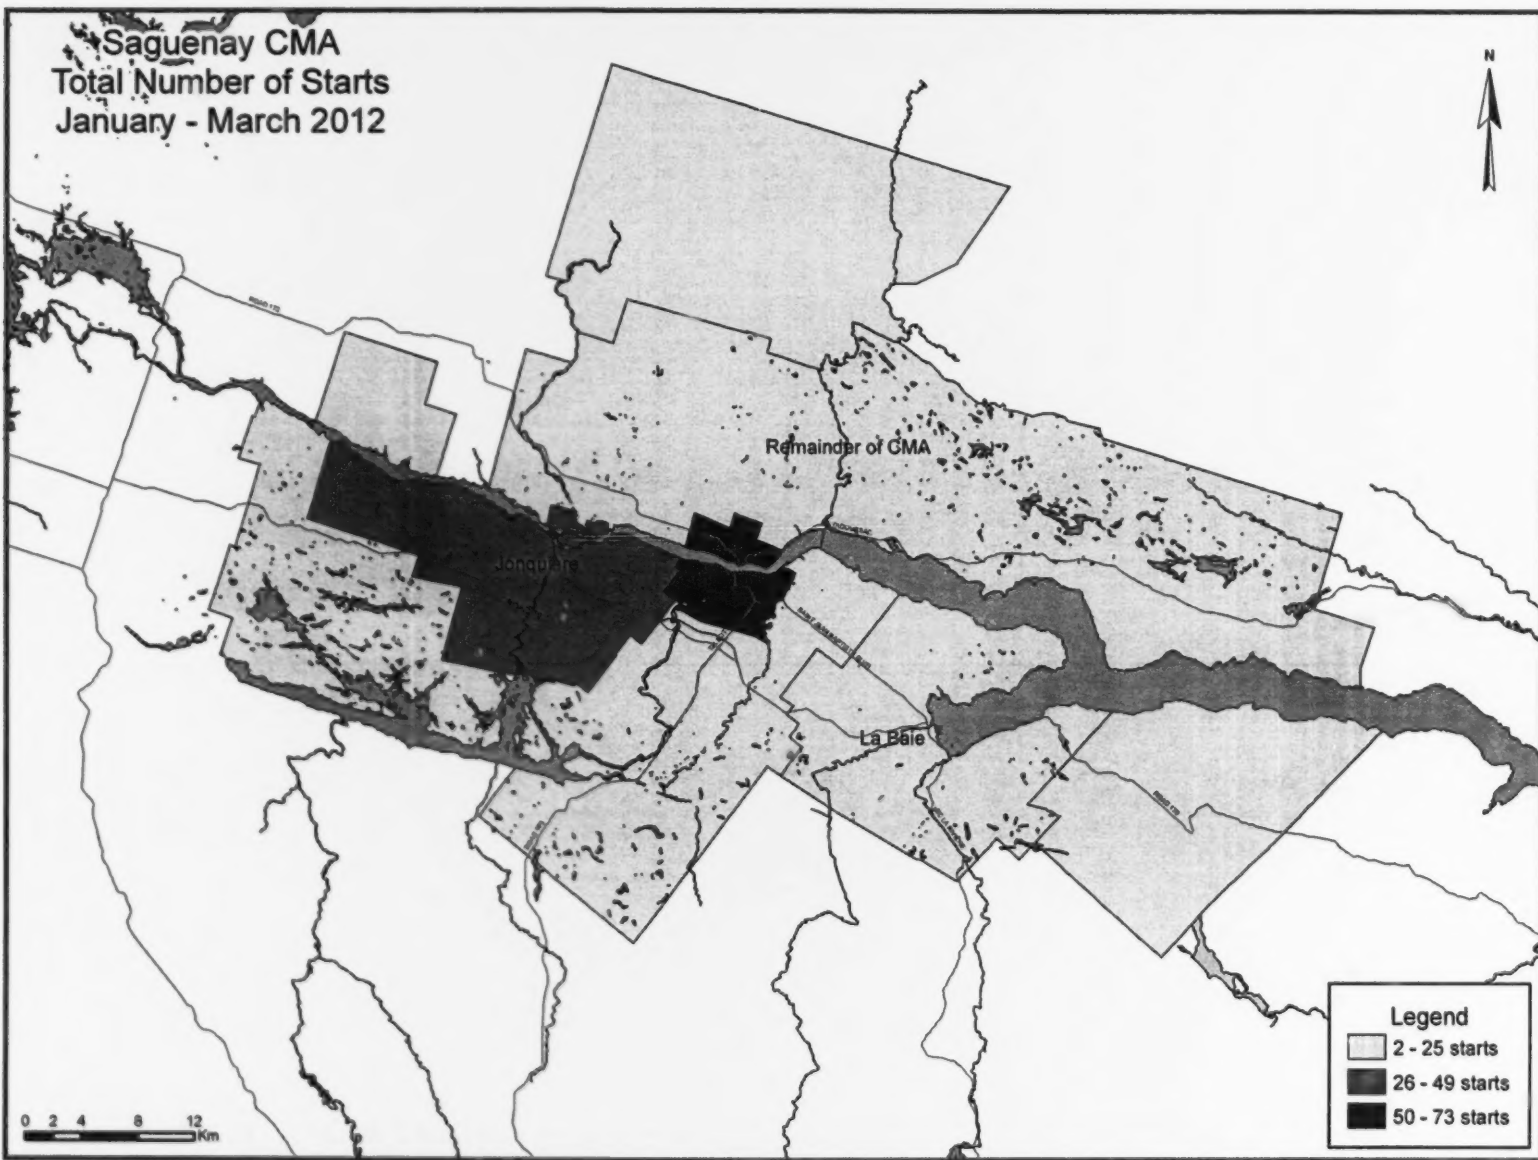 Saguenay CMA
Total Number of Starts
January - March 2012
N
Remainder of CMA
Jonquière
La Baie
Legend
2 - 25 starts
26 - 49 starts
50 - 73 starts
0 2 4 8 12
Km